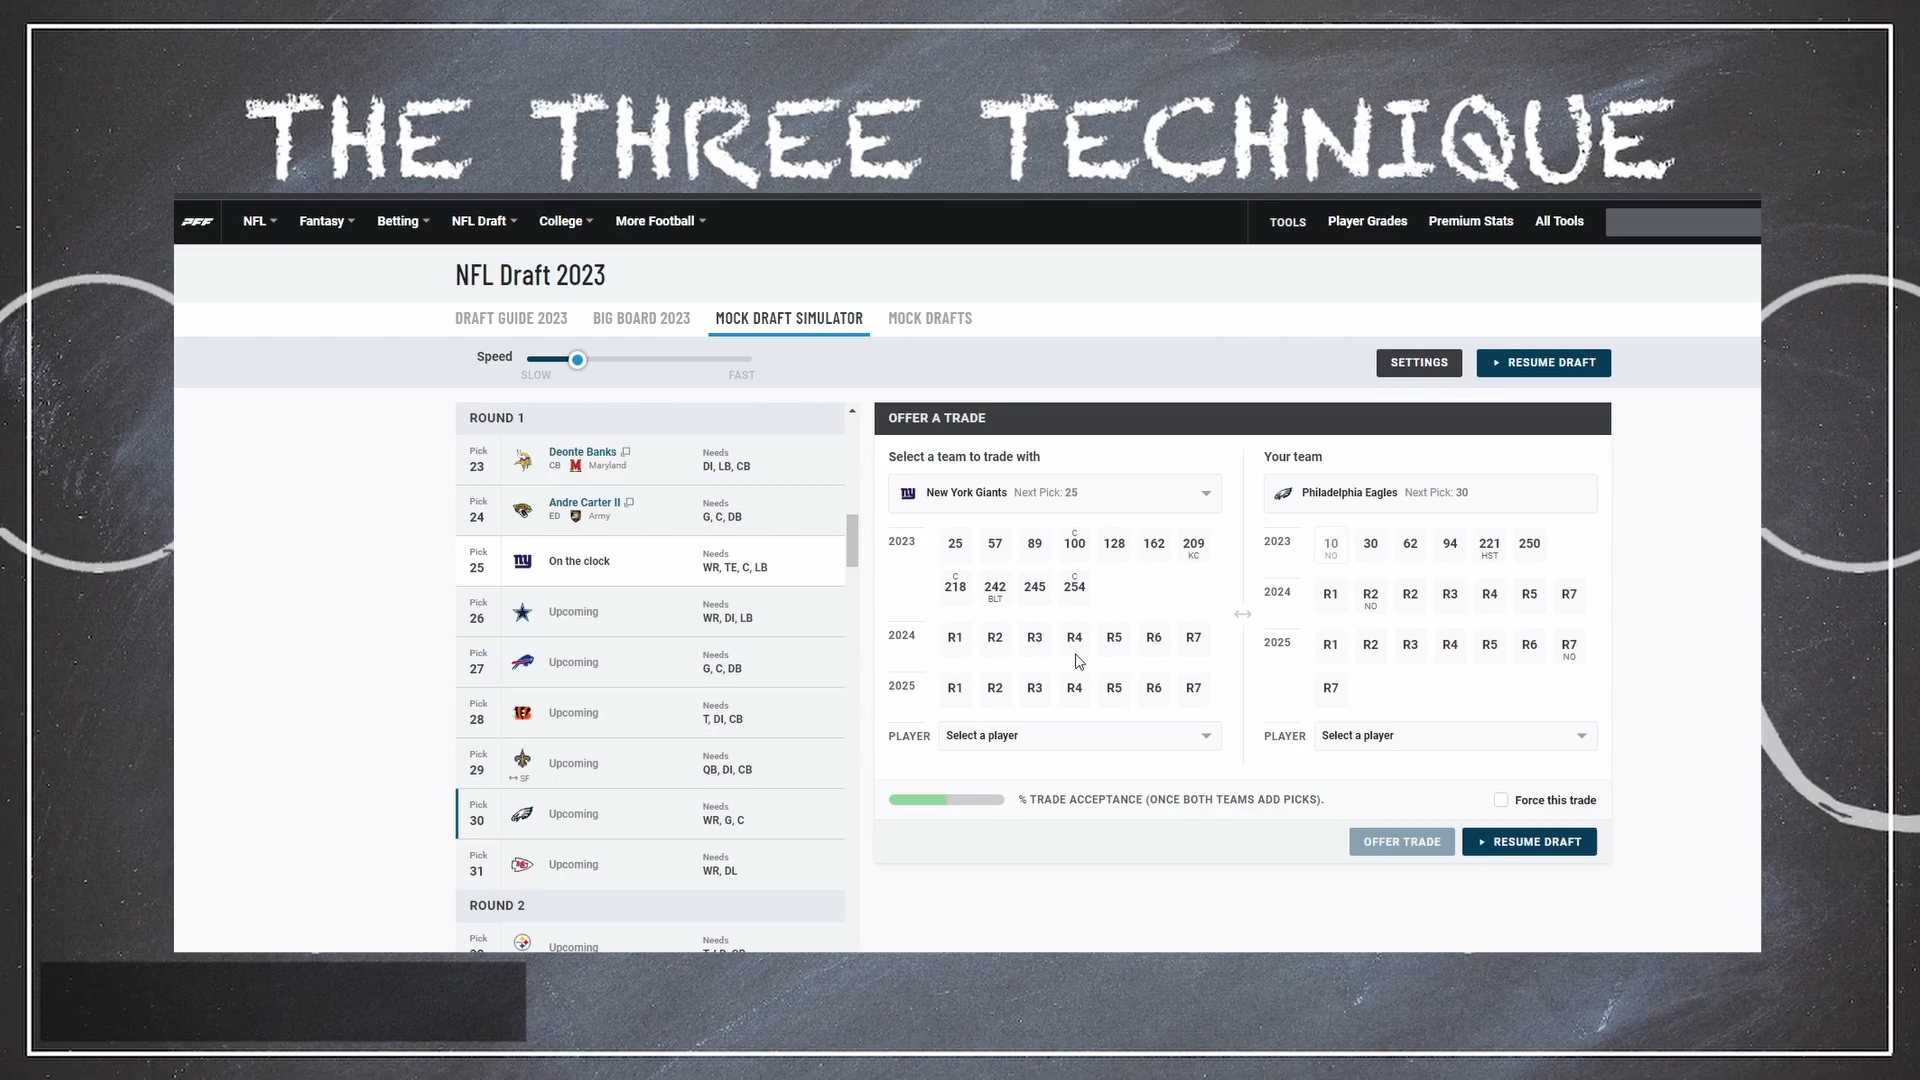 THE THREE TECHNIQUE
PFF NFL Fantasy Betting NFL Draft College More Football TOOLS Player Grades Premium Stats All Tools
NFL Draft 2023
DRAFT GUIDE 2023 BIG BOARD 2023 MOCK DRAFT SIMULATOR MOCK DRAFTS
Speed
SLOW FAST
SETTINGS RESUME DRAFT
ROUND 1
Pick 23 Deonte Banks CB M Maryland Needs DI, LB, CB
Pick 24 Andre Carter II ED Army Needs G, C, DB
Pick 25 ny On the clock Needs WR, TE, C, LB
Pick 26 Upcoming Needs WR, DI, LB
Pick 27 Upcoming Needs G, C, DB
Pick 28 Upcoming Needs T, DI, CB
Pick 29 SF Upcoming Needs QB, DI, CB
Pick 30 Upcoming Needs WR, G, C
Pick 31 Upcoming Needs WR, DL
ROUND 2
Pick Upcoming Needs
OFFER A TRADE
Select a team to trade with
ny New York Giants Next Pick: 25
2023 25 57 89 C 100 128 162 209 KC
C 218 242 BLT 245 C 254
2024 R1 R2 R3 R4 R5 R6 R7
2025 R1 R2 R3 R4 R5 R6 R7
PLAYER Select a player
Your team
Philadelphia Eagles Next Pick: 30
2023 10 NO 30 62 94 221 HST 250
2024 R1 R2 NO R2 R3 R4 R5 R7
2025 R1 R2 R3 R4 R5 R6 R7 NO
R7
PLAYER Select a player
% TRADE ACCEPTANCE (ONCE BOTH TEAMS ADD PICKS). Force this trade
OFFER TRADE RESUME DRAFT